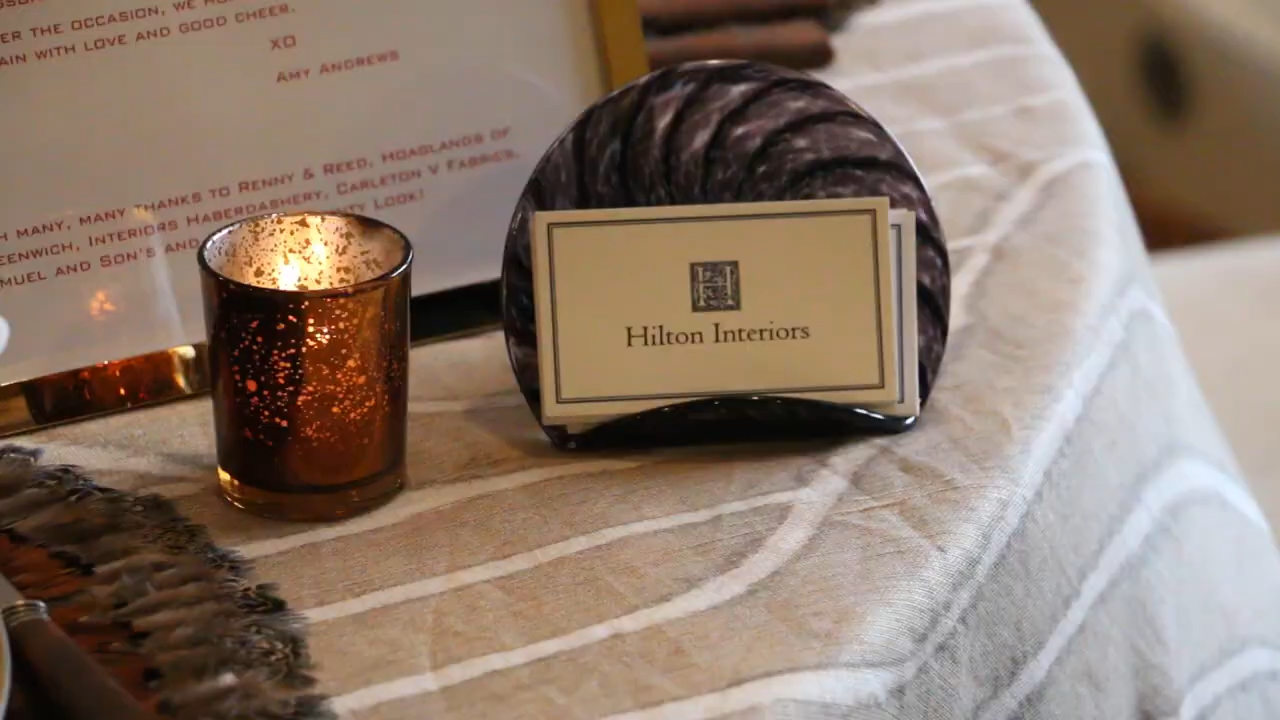 ER THE OCCASION, WE
AIN WITH LOVE AND GOOD CHEER.
XO
AMY ANDREWS
H MANY, MANY THANKS TO RENNY & REED, HOAGLANDS OF
EENWICH, INTERIORS HABERDASHERY, CARLETON V FABRICS,
MUEL AND SON'S AND LOOK!
H
Hilton Interiors